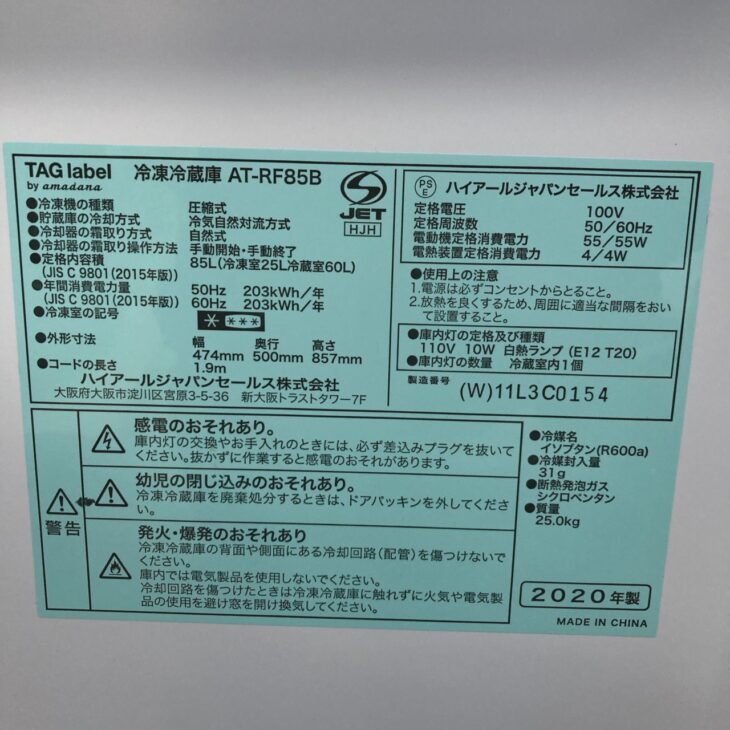 TAG label
by amadana
冷凍冷蔵庫 AT-RF85B
S
JET
HJH
●冷凍機の種類 圧縮式
●貯蔵庫の冷却方式 冷気自然対流方式
●冷却器の霜取り方式 自然式
●冷却器の霜取り操作方法 手動開始・手動終了
●定格内容積 85L(冷凍室25L冷蔵室60L)
(JIS C 9801(2015年版))
●年間消費電力量 50Hz 203kWh/年
(JIS C 9801(2015年版)) 60Hz 203kWh/年
●冷凍室の記号
●外形寸法 幅 奥行 高さ
474mm 500mm 857mm
●コードの長さ 1.9m
ハイアールジャパンセールス株式会社
大阪府大阪市淀川区宮原3-5-36 新大阪トラストタワー7F
PS
E
ハイアールジャパンセールス株式会社
定格電圧 100V
定格周波数 50/60Hz
電動機定格消費電力 55/55W
電熱装置定格消費電力 4/4W
●使用上の注意
1.電源は必ずコンセントからとること。
2.放熱を良くするため、周囲に適当な間隔をおい
て設置すること。
●庫内灯の定格及び種類
110V 10W 白熱ランプ(E12 T20)
●庫内灯の数量 冷蔵室内1個
製造番号
(W)11L3C0154
警告
感電のおそれあり。
庫内灯の交換やお手入れのときには、必ず差込みプラグを抜いて
ください。抜かずに作業すると感電のおそれがあります。
幼児の閉じ込めのおそれあり。
冷凍冷蔵庫を廃棄処分するときは、ドアパッキンを外してくださ
い。
発火・爆発のおそれあり
冷凍冷蔵庫の背面や側面にある冷却回路(配管)を傷つけないで
ください。
庫内では電気製品を使用しないでください。
冷却回路を傷つけたときは冷凍冷蔵庫に触れずに火気や電気製
品の使用を避け窓を開け換気してください。
●冷媒名
イソブタン(R600a)
●冷媒封入量
31g
●断熱発泡ガス
シクロペンタン
●質量
25.0kg
2020年製
MADE IN CHINA